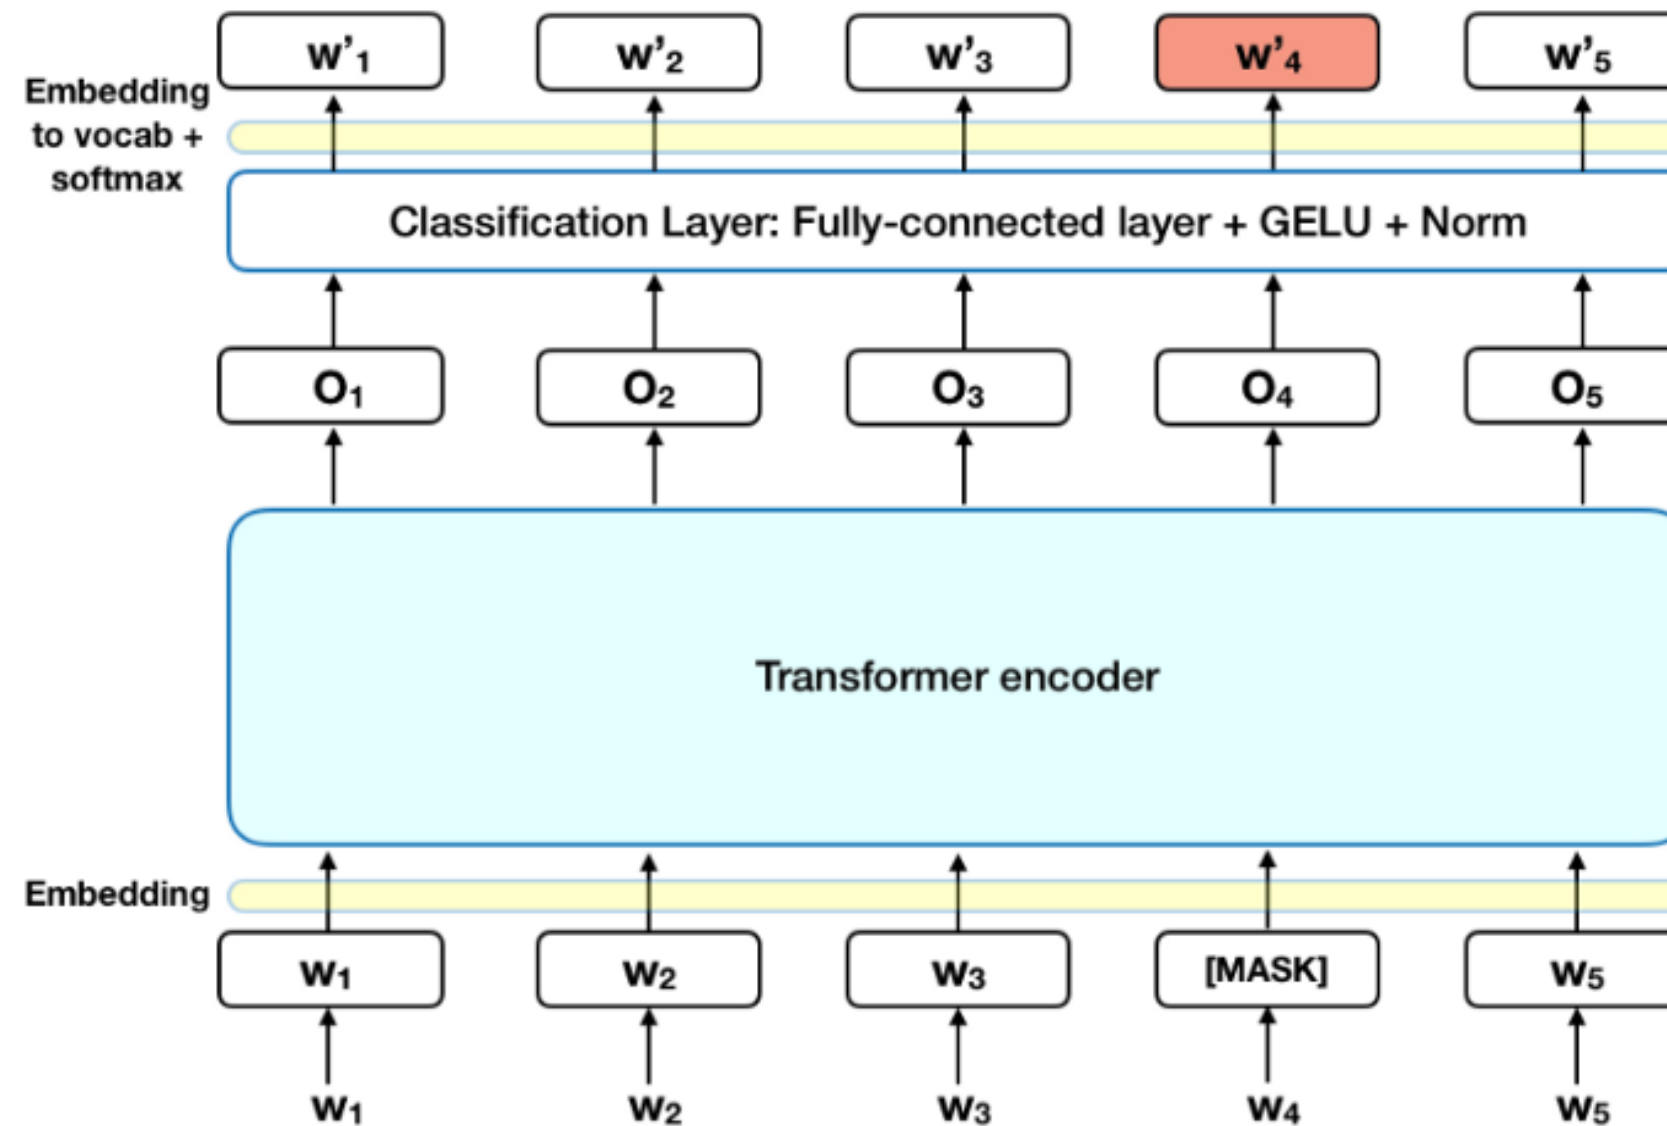 w’₁ w’₂ w’₃ w’₄ w’₅
Embedding
to vocab +
softmax
Classification Layer: Fully-connected layer + GELU + Norm
O₁ O₂ O₃ O₄ O₅
Transformer encoder
Embedding
w₁ w₂ w₃ [MASK] w₅
w₁ w₂ w₃ w₄ w₅